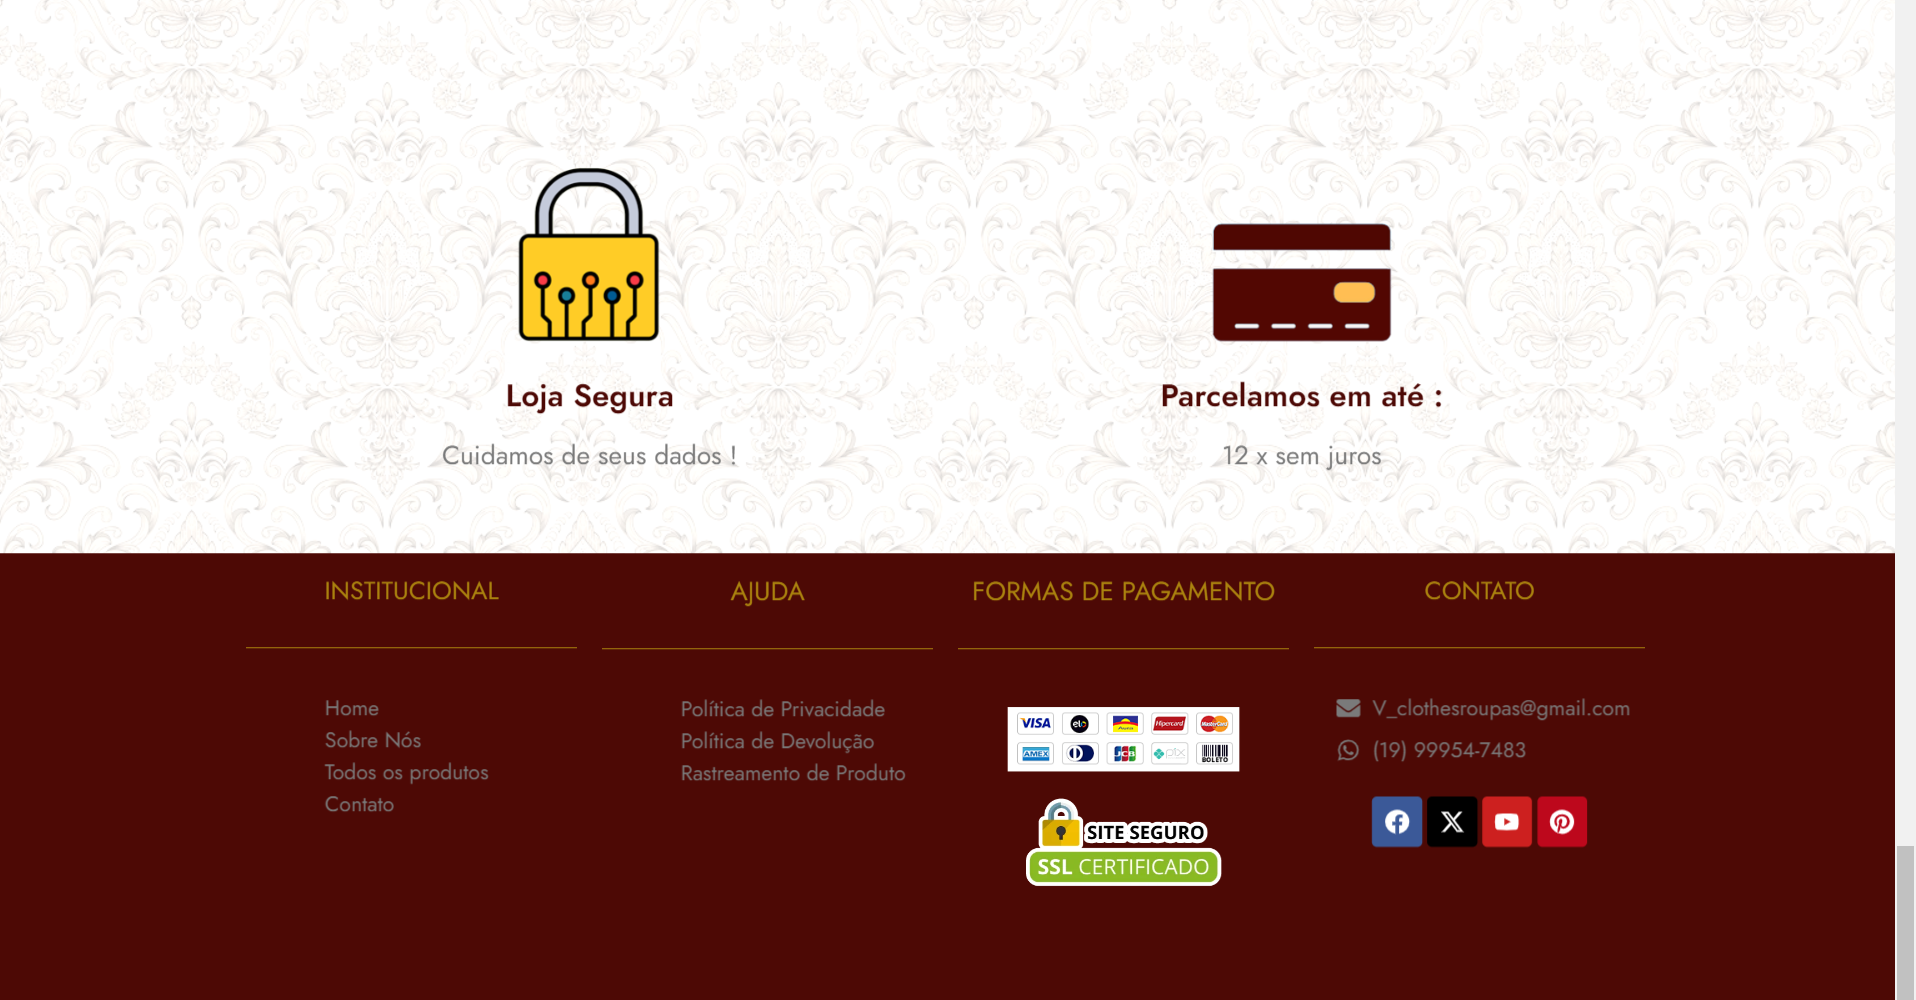 Loja Segura
Cuidamos de seus dados !
Parcelamos em até :
12 x sem juros
INSTITUCIONAL
Home
Sobre Nós
Todos os produtos
Contato
AJUDA
Política de Privacidade
Política de Devolução
Rastreamento de Produto
FORMAS DE PAGAMENTO
VISA elo Hipercard MasterCard
AMEX JCB pix BOLETO
SITE SEGURO
SSL CERTIFICADO
CONTATO
V_clothesroupas@gmail.com
(19) 99954-7483